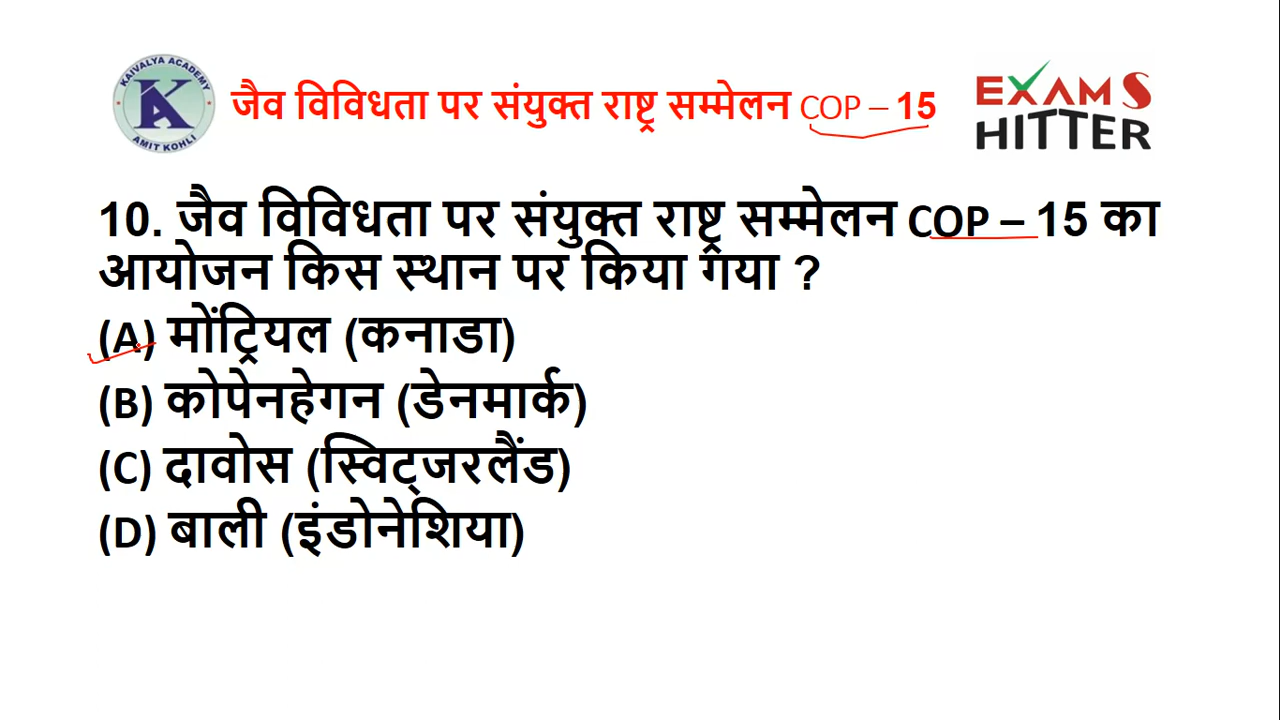 KAIVALYA ACADEMY
KA
AMIT KOHLI
जैव विविधता पर संयुक्त राष्ट्र सम्मेलन COP – 15
EXAMS
HITTER
10. जैव विविधता पर संयुक्त राष्ट्र सम्मेलन COP – 15 का
आयोजन किस स्थान पर किया गया ?
(A) मोंट्रियल (कनाडा)
(B) कोपेनहेगन (डेनमार्क)
(C) दावोस (स्विट्जरलैंड)
(D) बाली (इंडोनेशिया)